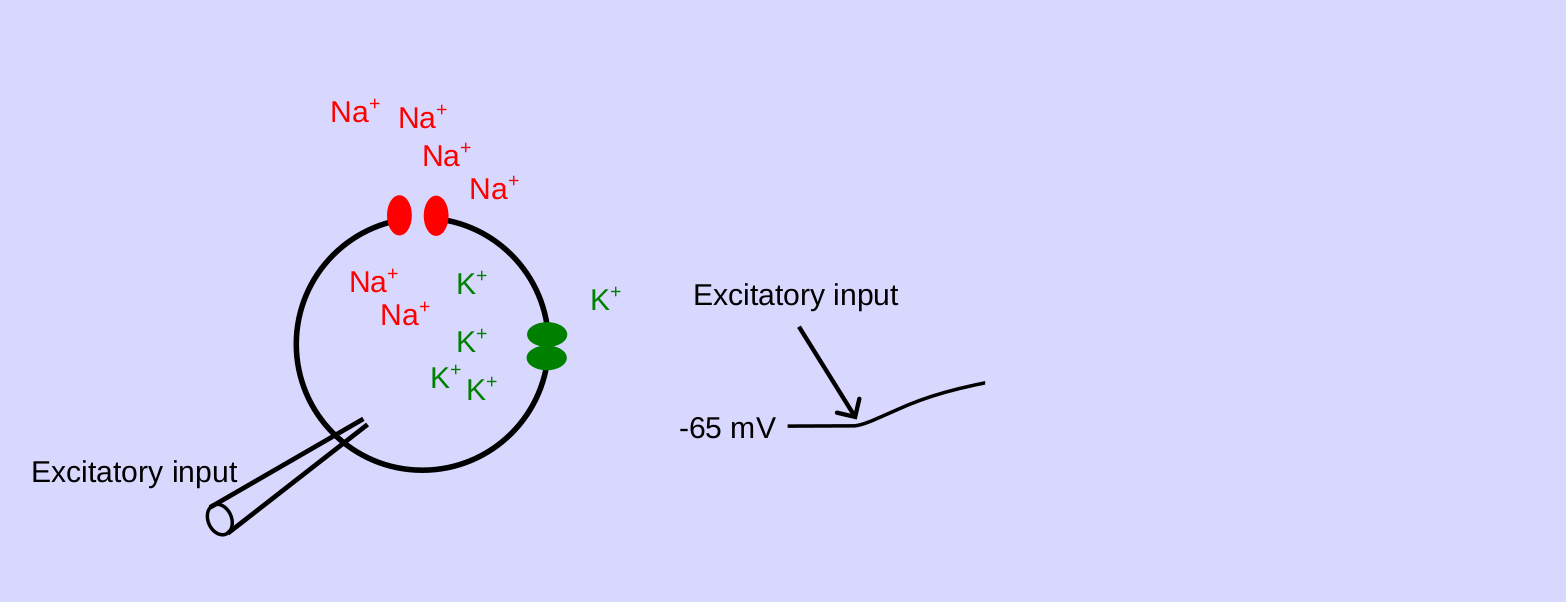 Na⁺ Na⁺
Na⁺
Na⁺
Na⁺ K⁺
K⁺
Na⁺
Excitatory input
K⁺
K⁺
K⁺
-65 mV
Excitatory input